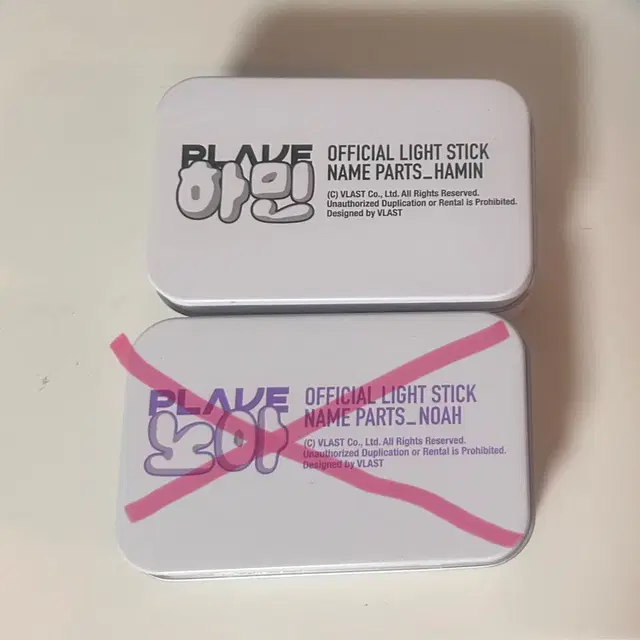 PLAVE
하민
OFFICIAL LIGHT STICK
NAME PARTS_HAMIN
(C) VLAST Co., Ltd. All Rights Reserved.
Unauthorized Duplication or Rental is Prohibited.
Designed by VLAST
PLAVE
노아
OFFICIAL LIGHT STICK
NAME PARTS_NOAH
(C) VLAST Co., Ltd. All Rights Reserved.
Unauthorized Duplication or Rental is Prohibited.
Designed by VLAST